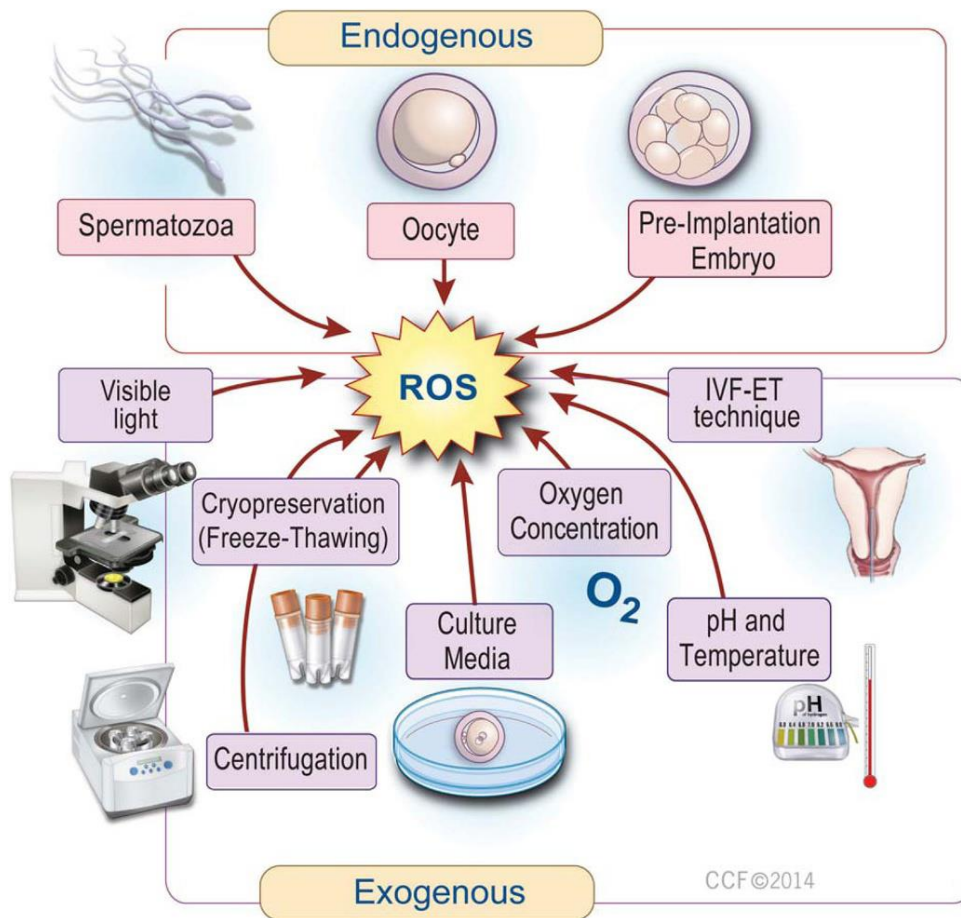 Endogenous
Spermatozoa
Oocyte
Pre-Implantation
Embryo
ROS
Visible
light
IVF-ET
technique
Cryopreservation
(Freeze-Thawing)
Oxygen
Concentration
O2
Culture
Media
pH and
Temperature
pH
Centrifugation
CCF©2014
Exogenous